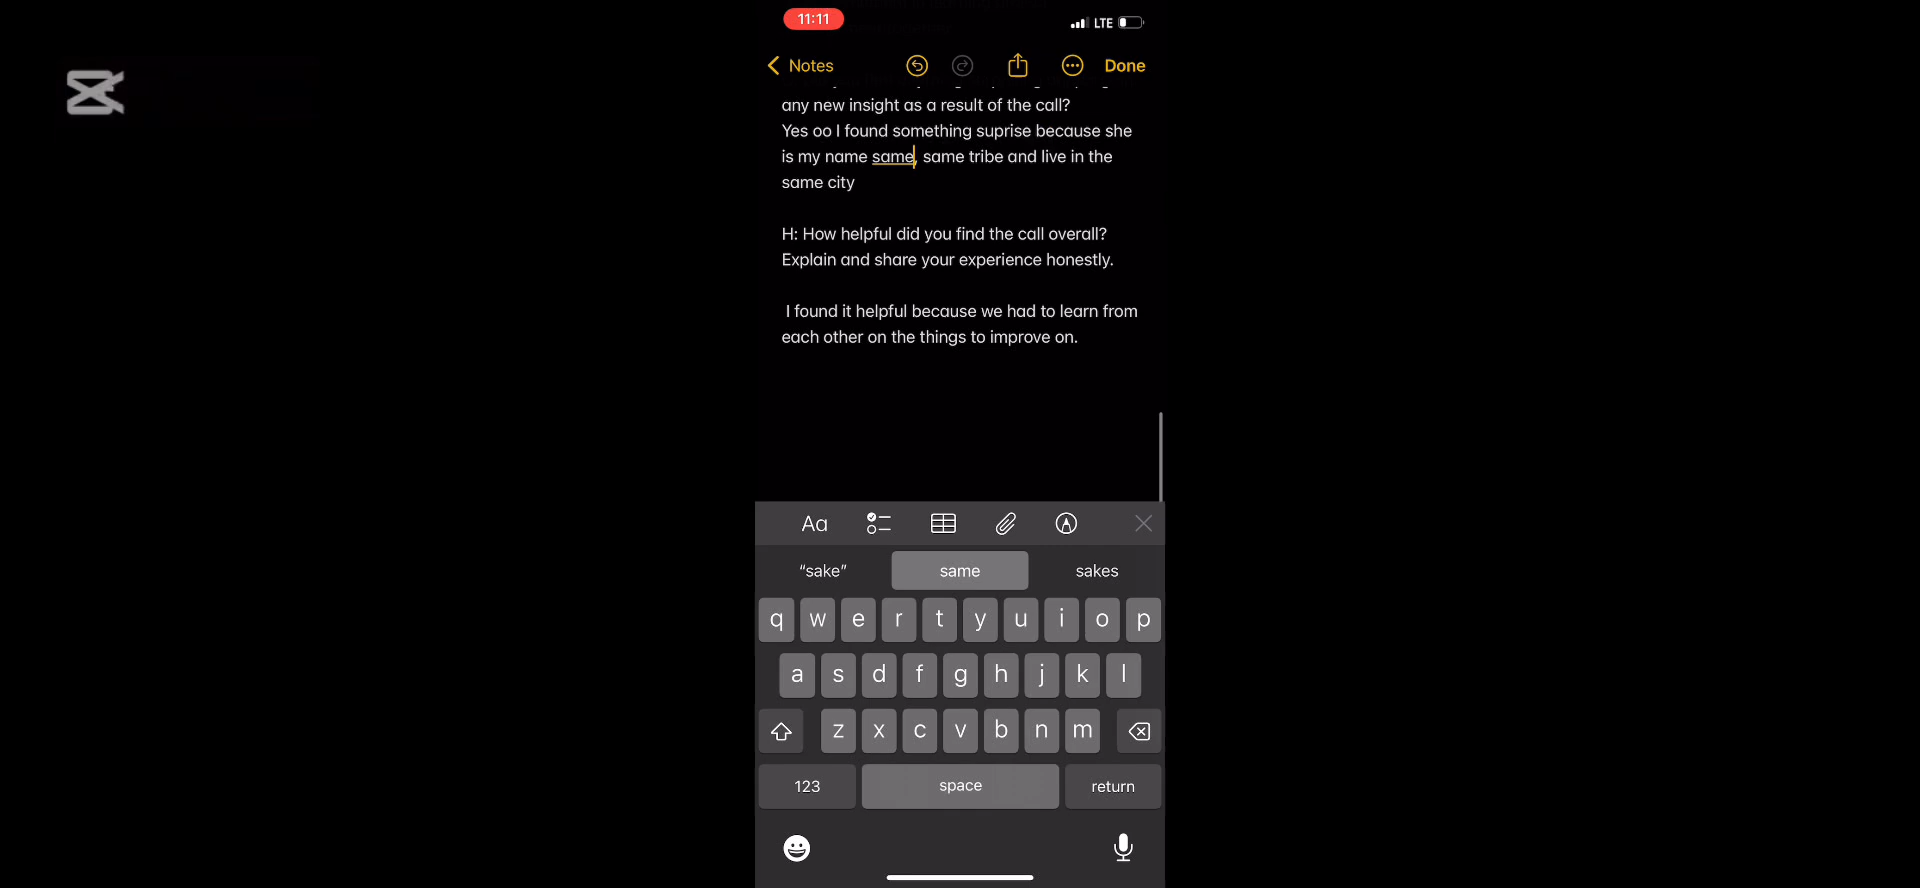 11:11
LTE
Notes
Done
any new insight as a result of the call?
Yes oo I found something suprise because she
is my name same, same tribe and live in the
same city
H: How helpful did you find the call overall?
Explain and share your experience honestly.
I found it helpful because we had to learn from
each other on the things to improve on.
Aa
“sake” same sakes
q w e r t y u i o p
a s d f g h j k l
z x c v b n m
123 space return